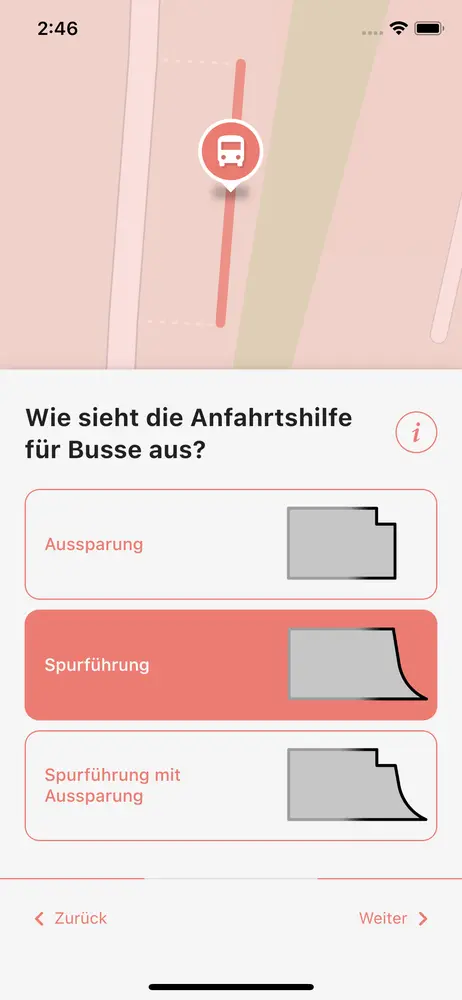 2:46
Wie sieht die Anfahrtshilfe
für Busse aus?
i
Aussparung
Spurführung
Spurführung mit
Aussparung
Zurück
Weiter